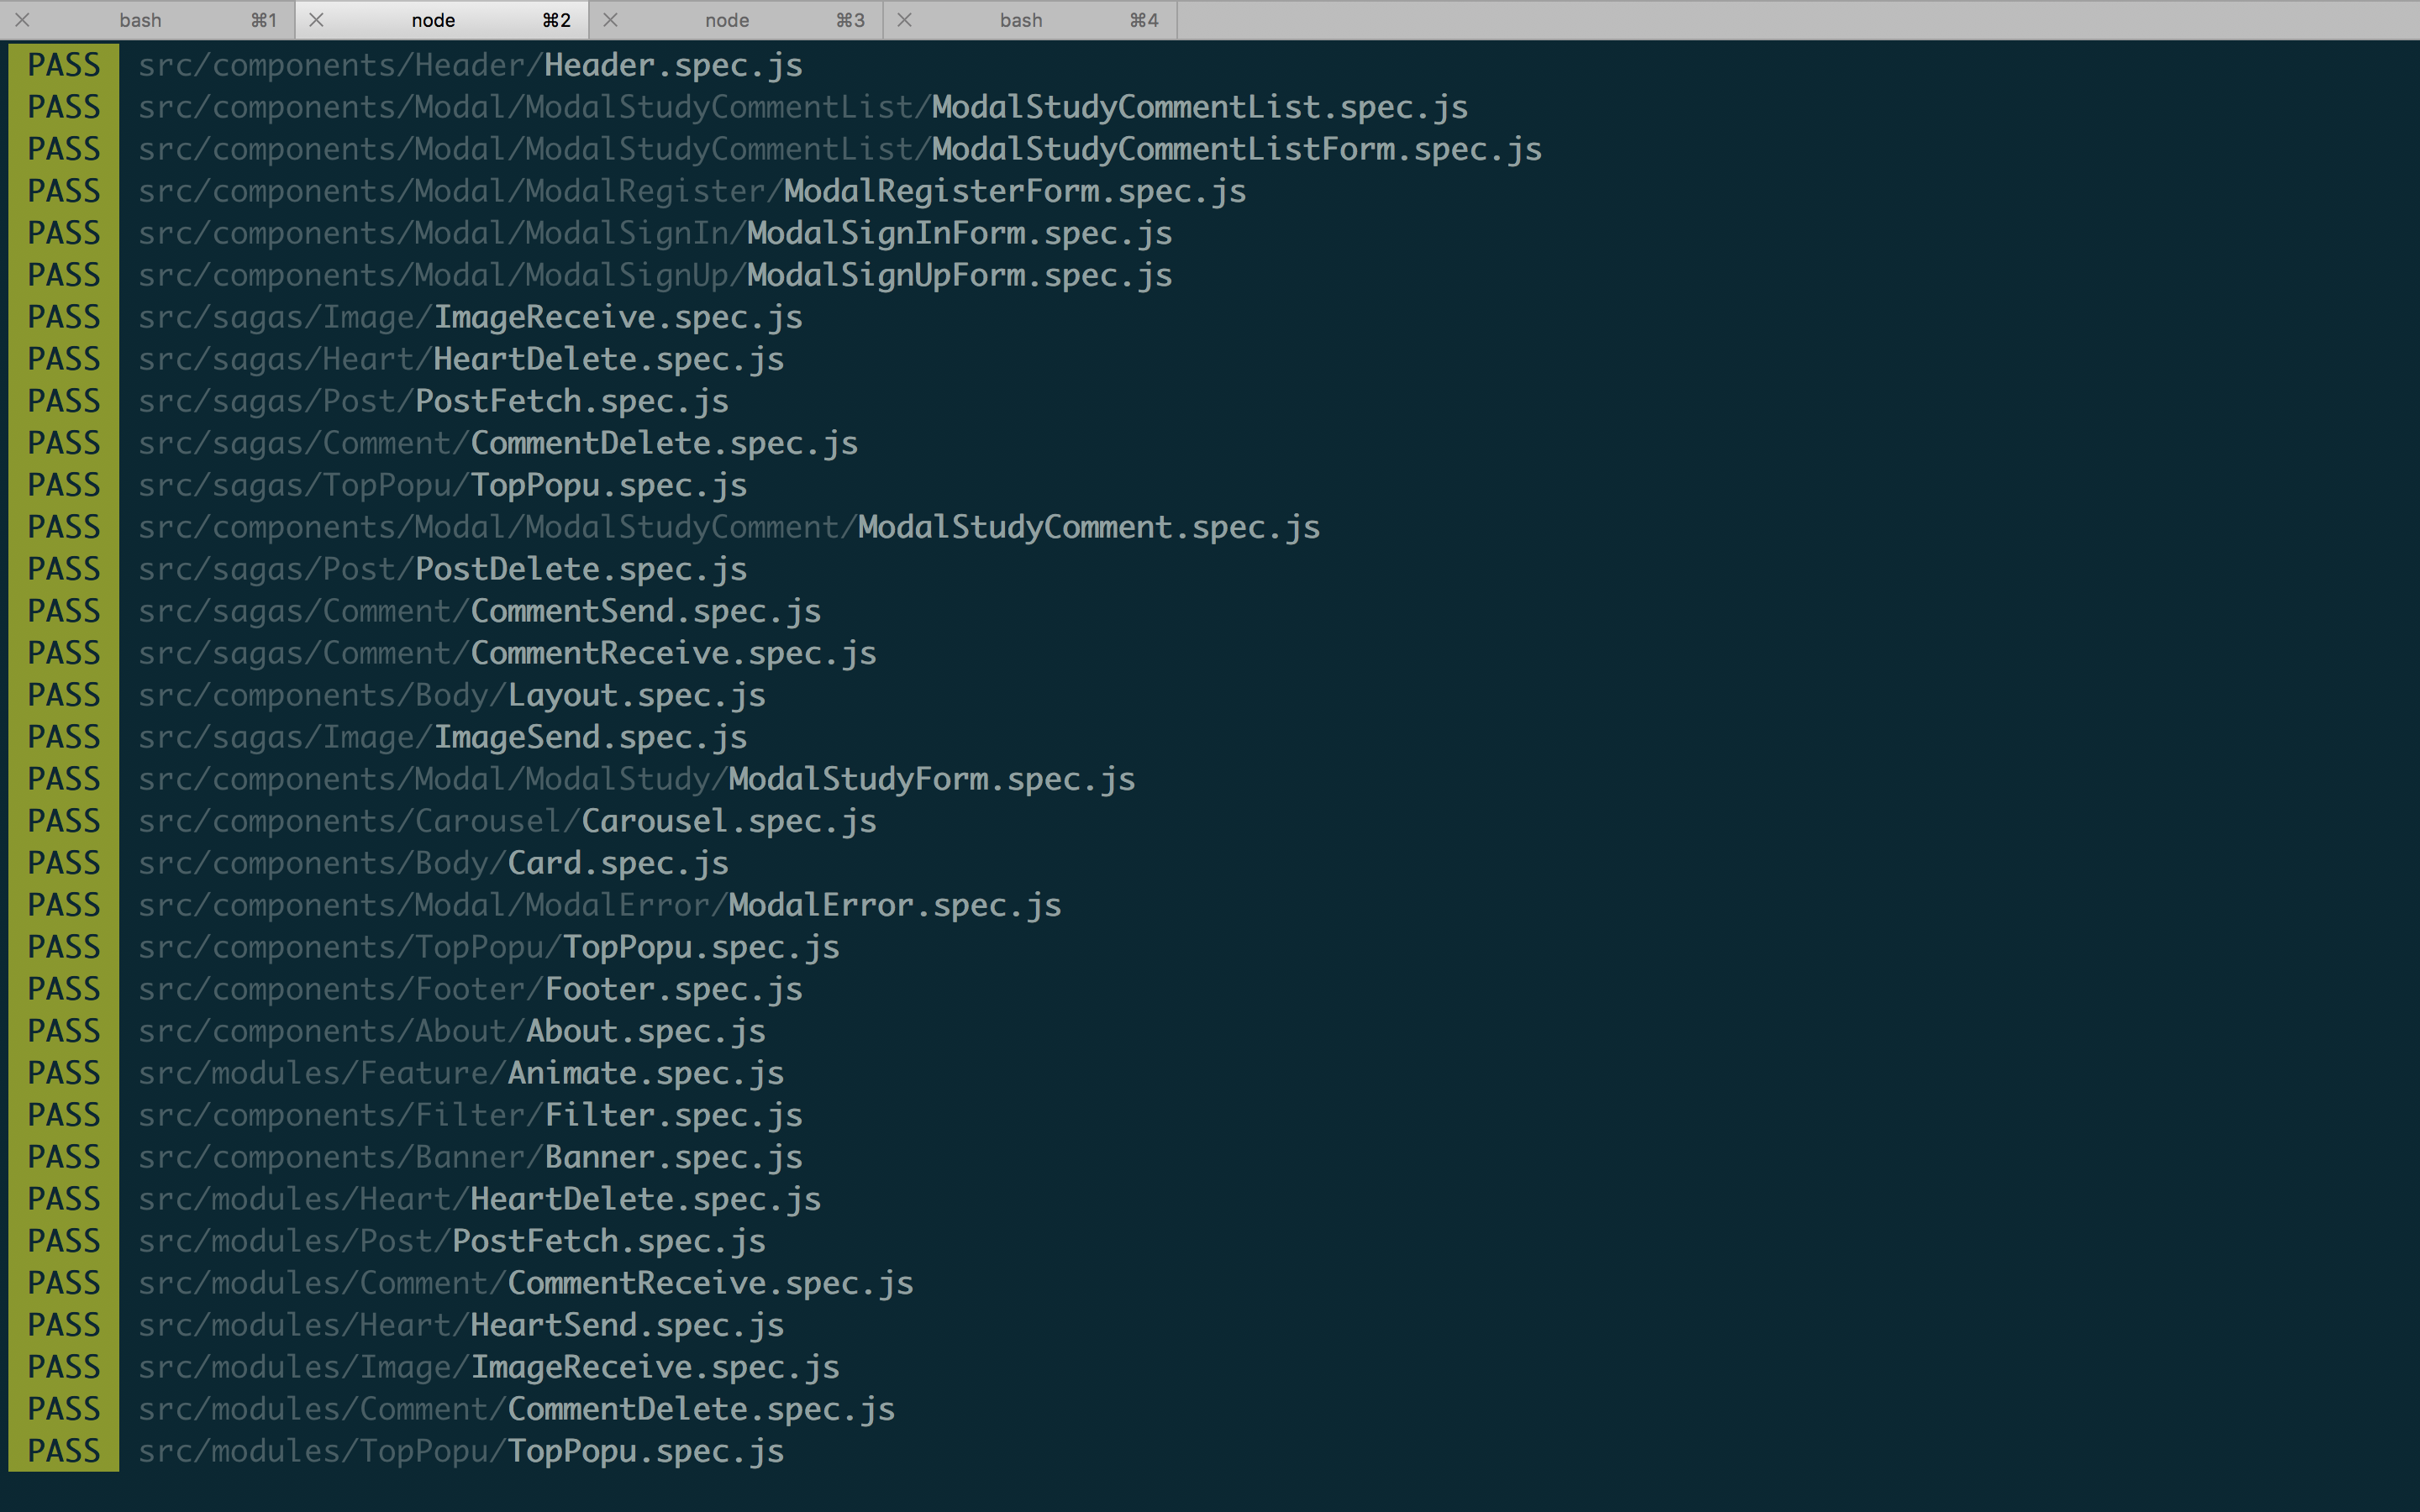 bash ⌘1 node ⌘2 node ⌘3 bash ⌘4
PASS src/components/Header/Header.spec.js
PASS src/components/Modal/ModalStudyCommentList/ModalStudyCommentList.spec.js
PASS src/components/Modal/ModalStudyCommentList/ModalStudyCommentListForm.spec.js
PASS src/components/Modal/ModalRegister/ModalRegisterForm.spec.js
PASS src/components/Modal/ModalSignIn/ModalSignInForm.spec.js
PASS src/components/Modal/ModalSignUp/ModalSignUpForm.spec.js
PASS src/sagas/Image/ImageReceive.spec.js
PASS src/sagas/Heart/HeartDelete.spec.js
PASS src/sagas/Post/PostFetch.spec.js
PASS src/sagas/Comment/CommentDelete.spec.js
PASS src/sagas/TopPopu/TopPopu.spec.js
PASS src/components/Modal/ModalStudyComment/ModalStudyComment.spec.js
PASS src/sagas/Post/PostDelete.spec.js
PASS src/sagas/Comment/CommentSend.spec.js
PASS src/sagas/Comment/CommentReceive.spec.js
PASS src/components/Body/Layout.spec.js
PASS src/sagas/Image/ImageSend.spec.js
PASS src/components/Modal/ModalStudy/ModalStudyForm.spec.js
PASS src/components/Carousel/Carousel.spec.js
PASS src/components/Body/Card.spec.js
PASS src/components/Modal/ModalError/ModalError.spec.js
PASS src/components/TopPopu/TopPopu.spec.js
PASS src/components/Footer/Footer.spec.js
PASS src/components/About/About.spec.js
PASS src/modules/Feature/Animate.spec.js
PASS src/components/Filter/Filter.spec.js
PASS src/components/Banner/Banner.spec.js
PASS src/modules/Heart/HeartDelete.spec.js
PASS src/modules/Post/PostFetch.spec.js
PASS src/modules/Comment/CommentReceive.spec.js
PASS src/modules/Heart/HeartSend.spec.js
PASS src/modules/Image/ImageReceive.spec.js
PASS src/modules/Comment/CommentDelete.spec.js
PASS src/modules/TopPopu/TopPopu.spec.js